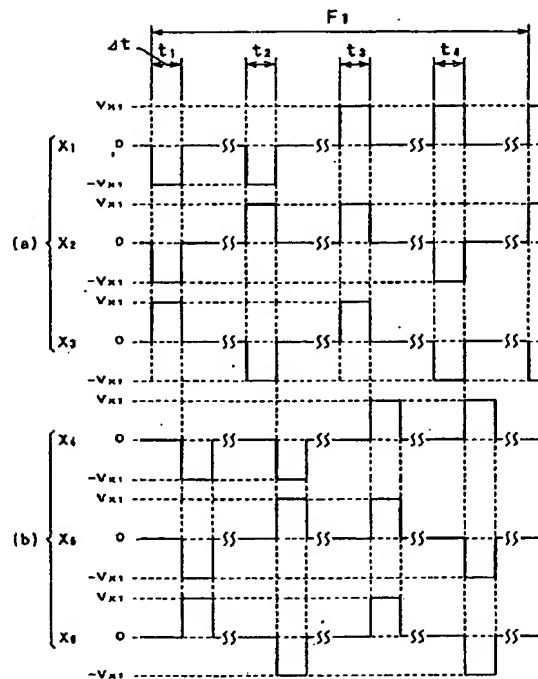 F1
Δt t1 t2 t3 t4
Vx1
X1 0
-Vx1
Vx1
(a) X2 0
-Vx1
Vx1
X3 0
-Vx1
Vx1
X4 0
-Vx1
Vx1
(b) X5 0
-Vx1
Vx1
X6 0
-Vx1